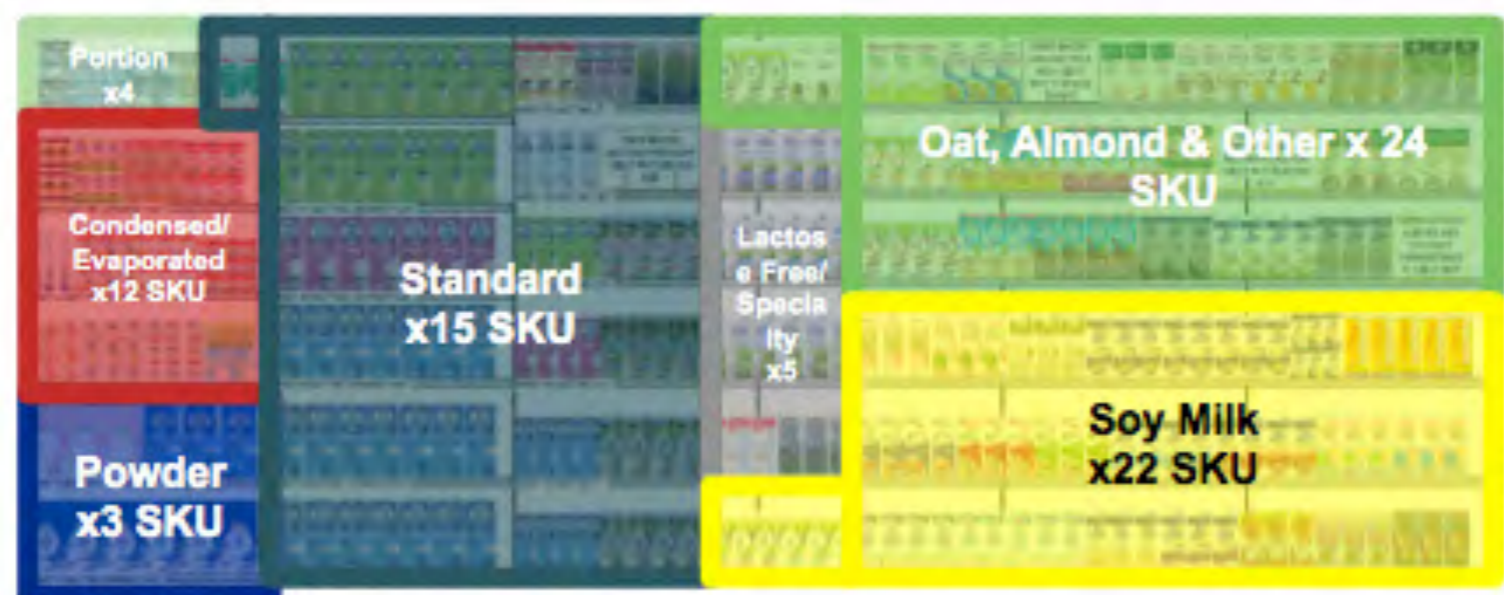 Portion
x4
Condensed/
Evaporated
x12 SKU
Powder
x3 SKU
Standard
x15 SKU
Lactos
e Free/
Specia
lty
x5
Oat, Almond & Other x 24
SKU
Soy Milk
x22 SKU